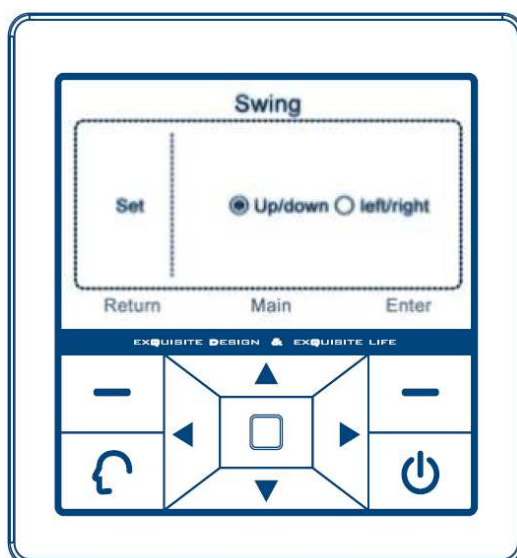 Swing
Set Up/down left/right
Return Main Enter
EXQUISITE DESIGN & EXQUISITE LIFE